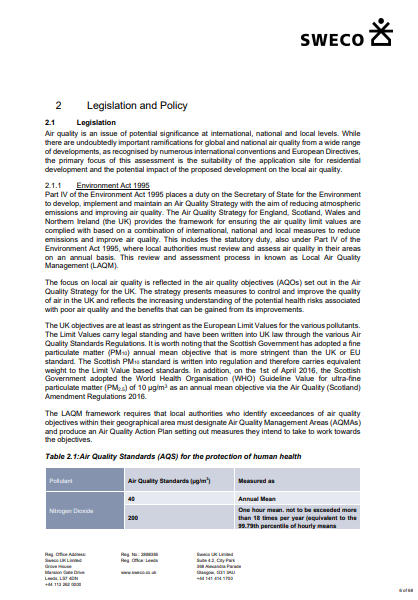 SWECO
2 Legislation and Policy
2.1 Legislation
Air quality is an issue of potential significance at international, national and local levels. While
there are undoubtedly important ramifications for global and national air quality from a wide range
of developments, as recognised by numerous international conventions and European Directives,
the primary focus of this assessment is the suitability of the application site for residential
development and the potential impact of the proposed development on the local air quality.
2.1.1 Environment Act 1995
Part IV of the Environment Act 1995 places a duty on the Secretary of State for the Environment
to develop, implement and maintain an Air Quality Strategy with the aim of reducing atmospheric
emissions and improving air quality. The Air Quality Strategy for England, Scotland, Wales and
Northern Ireland (the UK) provides the framework for ensuring the air quality limit values are
complied with based on a combination of international, national and local measures to reduce
emissions and improve air quality. This includes the statutory duty, also under Part IV of the
Environment Act 1995, where local authorities must review and assess air quality in their areas
on an annual basis. This review and assessment process in known as Local Air Quality
Management (LAQM).
The focus on local air quality is reflected in the air quality objectives (AQOs) set out in the Air
Quality Strategy for the UK. The strategy presents measures to control and improve the quality
of air in the UK and reflects the increasing understanding of the potential health risks associated
with poor air quality and the benefits that can be gained from its improvements.
The UK objectives are at least as stringent as the European Limit Values for the various pollutants.
The Limit Values carry legal standing and have been written into UK law through the various Air
Quality Standards Regulations. It is worth noting that the Scottish Government has adopted a fine
particulate matter (PM10) annual mean objective that is more stringent than the UK or EU
standard. The Scottish PM10 standard is written into regulation and therefore carries equivalent
weight to the Limit Value based standards. In addition, on the 1st of April 2016, the Scottish
Government adopted the World Health Organisation (WHO) Guideline Value for ultra-fine
particulate matter (PM2.5) of 10 µg/m³ as an annual mean objective via the Air Quality (Scotland)
Amendment Regulations 2016.
The LAQM framework requires that local authorities who identify exceedances of air quality
objectives within their geographical area must designate Air Quality Management Areas (AQMAs)
and produce an Air Quality Action Plan setting out measures they intend to take to work towards
the objectives.
Table 2.1:Air Quality Standards (AQS) for the protection of human health
Pollutant Air Quality Standards (µg/m³) Measured as
Nitrogen Dioxide
40 Annual Mean
200 One hour mean. not to be exceeded more
than 18 times per year (equivalent to the
99.79th percentile of hourly means
Reg. Office Address: Reg. No.: 2888385 Sweco UK Limited
Sweco UK Limited Reg. Office: Leeds Suite 4.2, City Park
Grove House 368 Alexandra Parade
Mansion Gate Drive www.sweco.co.uk Glasgow, G31 3AU
Leeds, LS7 4DN +44 141 414 1700
+44 113 262 0000
6 of 68